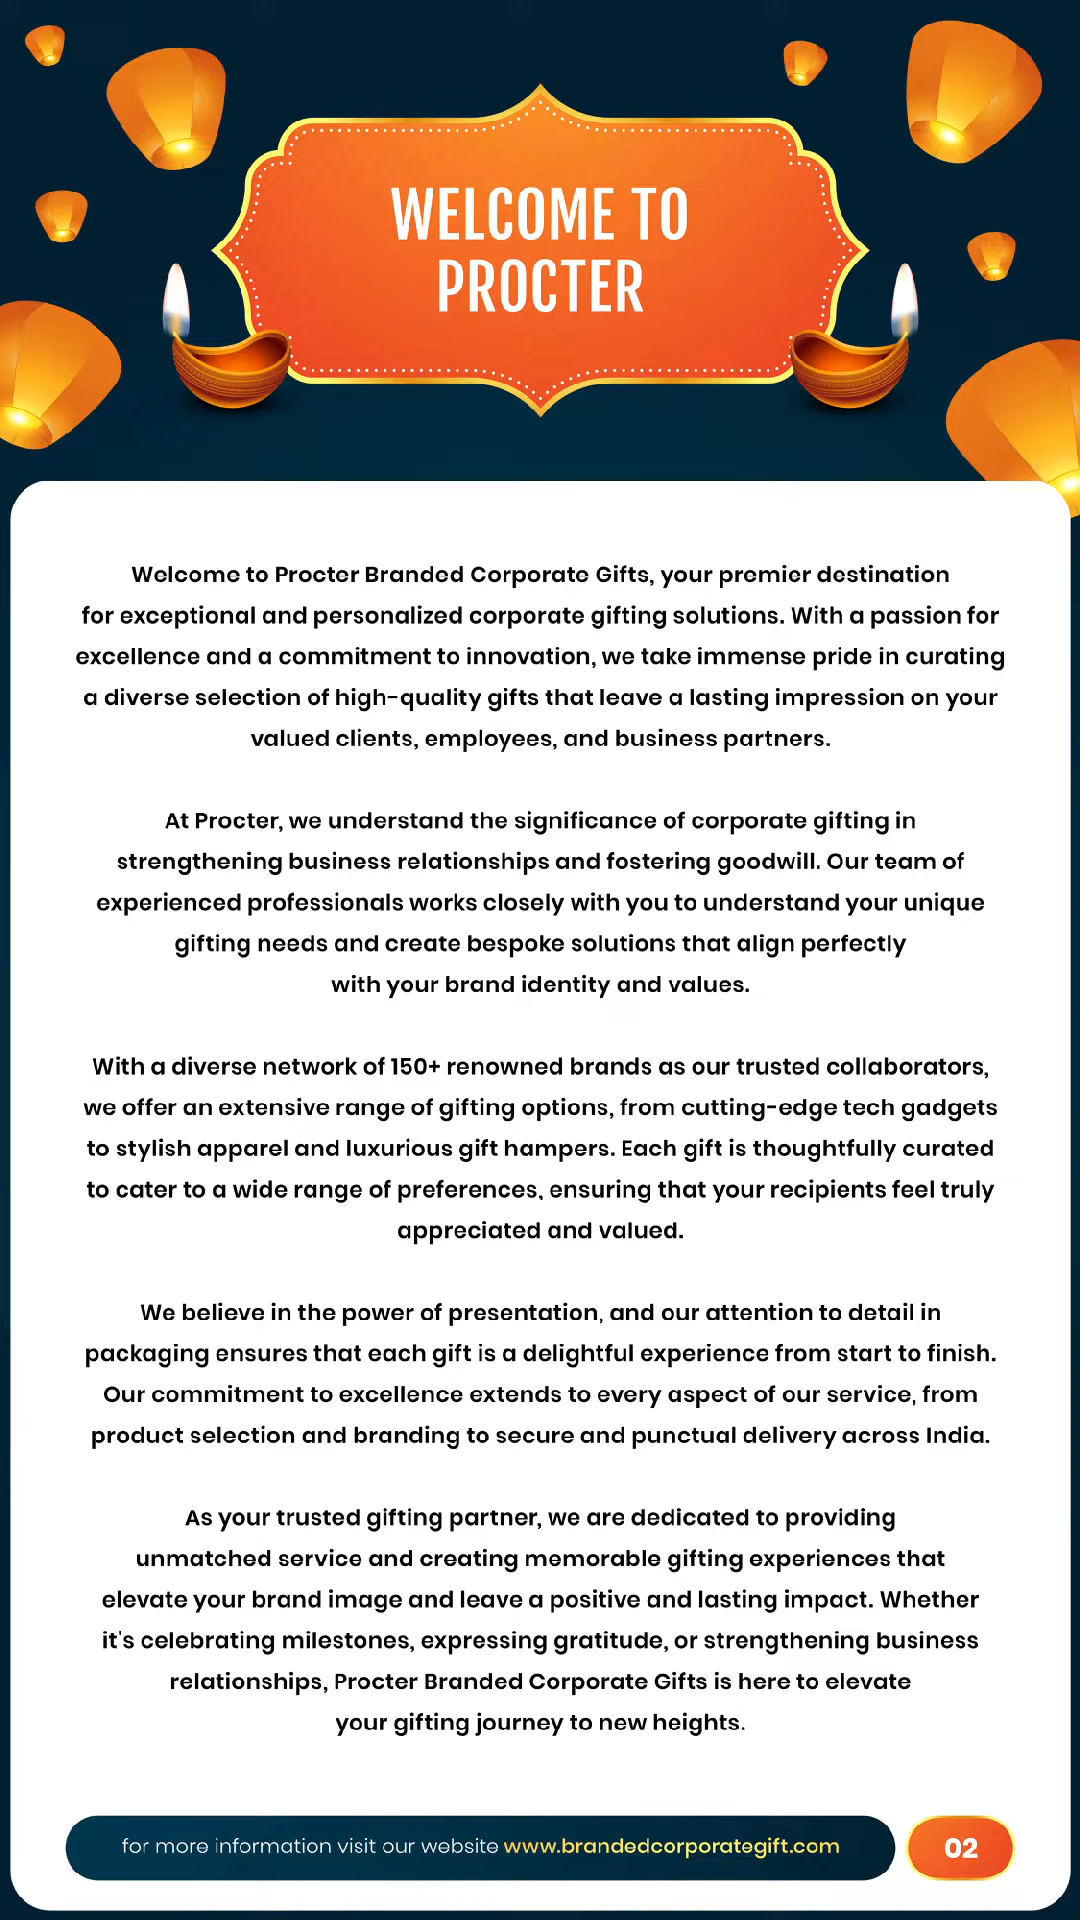 WELCOME TO
PROCTER
Welcome to Procter Branded Corporate Gifts, your premier destination
for exceptional and personalized corporate gifting solutions. With a passion for
excellence and a commitment to innovation, we take immense pride in curating
a diverse selection of high-quality gifts that leave a lasting impression on your
valued clients, employees, and business partners.
At Procter, we understand the significance of corporate gifting in
strengthening business relationships and fostering goodwill. Our team of
experienced professionals works closely with you to understand your unique
gifting needs and create bespoke solutions that align perfectly
with your brand identity and values.
With a diverse network of 150+ renowned brands as our trusted collaborators,
we offer an extensive range of gifting options, from cutting-edge tech gadgets
to stylish apparel and luxurious gift hampers. Each gift is thoughtfully curated
to cater to a wide range of preferences, ensuring that your recipients feel truly
appreciated and valued.
We believe in the power of presentation, and our attention to detail in
packaging ensures that each gift is a delightful experience from start to finish.
Our commitment to excellence extends to every aspect of our service, from
product selection and branding to secure and punctual delivery across India.
As your trusted gifting partner, we are dedicated to providing
unmatched service and creating memorable gifting experiences that
elevate your brand image and leave a positive and lasting impact. Whether
it's celebrating milestones, expressing gratitude, or strengthening business
relationships, Procter Branded Corporate Gifts is here to elevate
your gifting journey to new heights.
for more information visit our website www.brandedcorporategift.com
02